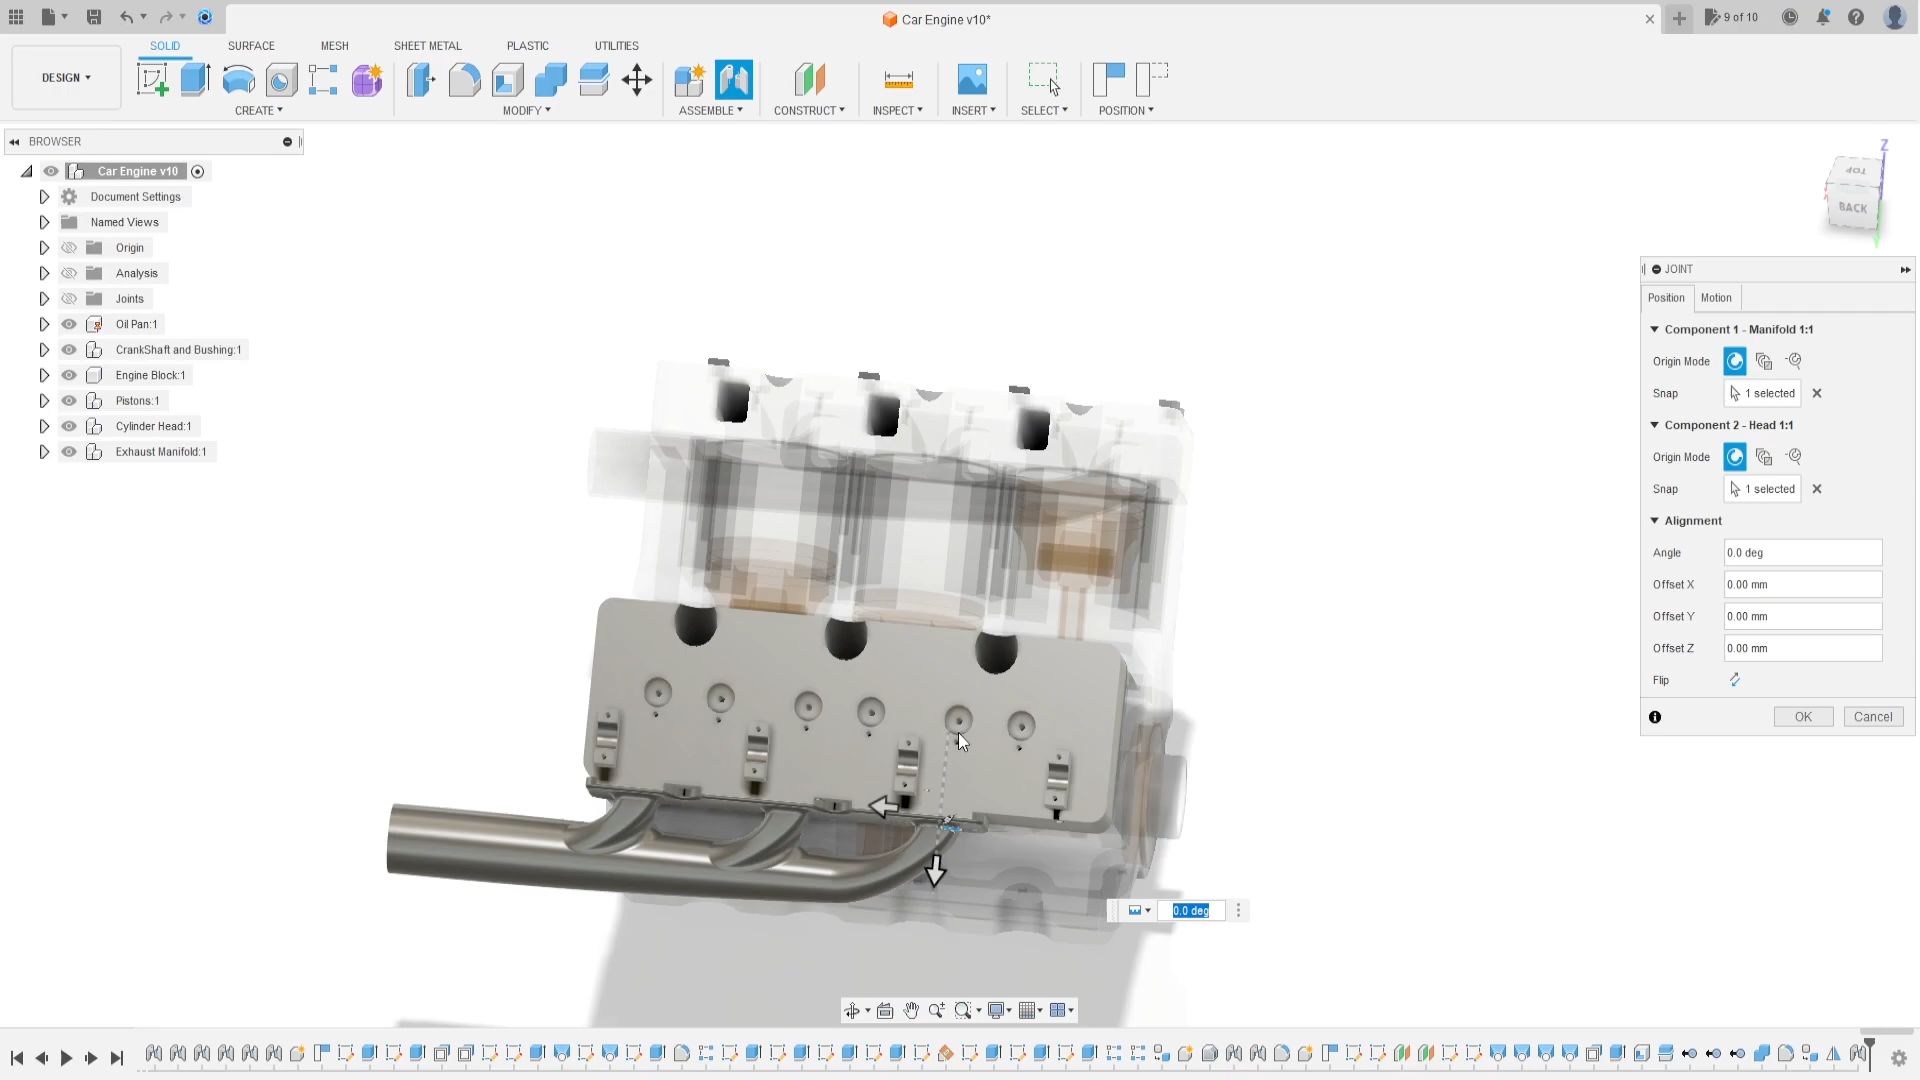 Car Engine v10*
9 of 10
DESIGN
SOLID
SURFACE
MESH
SHEET METAL
PLASTIC
UTILITIES
CREATE
MODIFY
ASSEMBLE
CONSTRUCT
INSPECT
INSERT
SELECT
POSITION
BROWSER
Car Engine v10
Document Settings
Named Views
Origin
Analysis
Joints
Oil Pan:1
CrankShaft and Bushing:1
Engine Block:1
Pistons:1
Cylinder Head:1
Exhaust Manifold:1
Z
TOP
BACK
Y
JOINT
Position Motion
Component 1 - Manifold 1:1
Origin Mode
Snap 1 selected
Component 2 - Head 1:1
Origin Mode
Snap 1 selected
Alignment
Angle 0.0 deg
Offset X 0.00 mm
Offset Y 0.00 mm
Offset Z 0.00 mm
Flip
OK Cancel
0.0 deg